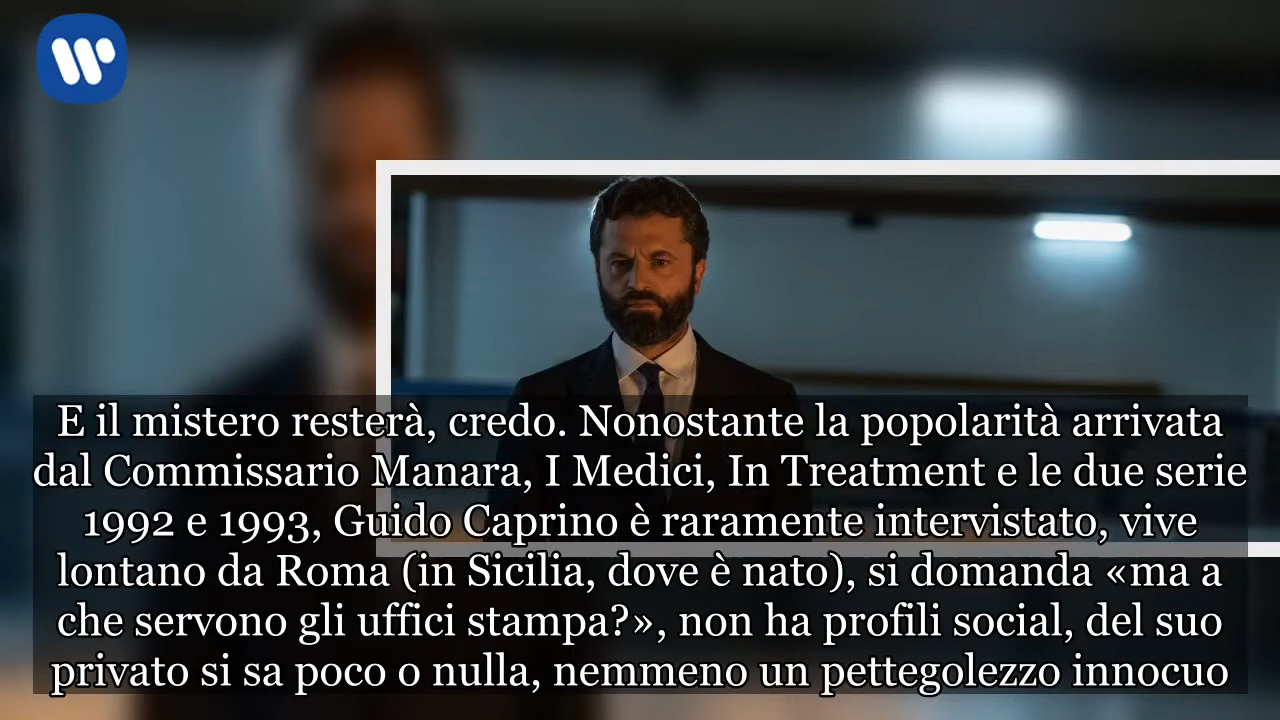 E il mistero resterà, credo. Nonostante la popolarità arrivata
dal Commissario Manara, I Medici, In Treatment e le due serie
1992 e 1993, Guido Caprino è raramente intervistato, vive
lontano da Roma (in Sicilia, dove è nato), si domanda «ma a
che servono gli uffici stampa?», non ha profili social, del suo
privato si sa poco o nulla, nemmeno un pettegolezzo innocuo